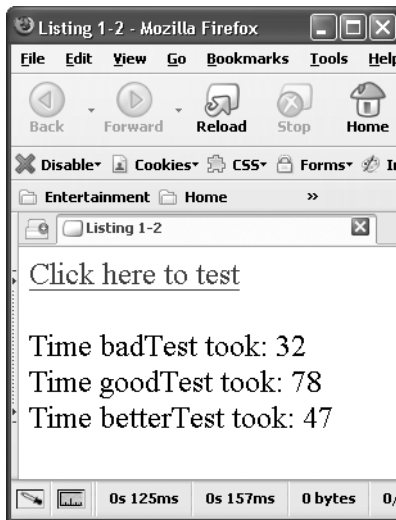 Listing 1-2 - Mozilla Firefox
File Edit View Go Bookmarks Tools Help
Back Forward Reload Stop Home
Disable Cookies CSS Forms
Entertainment Home »
Listing 1-2
Click here to test
Time badTest took: 32
Time goodTest took: 78
Time betterTest took: 47
0s 125ms 0s 157ms 0 bytes